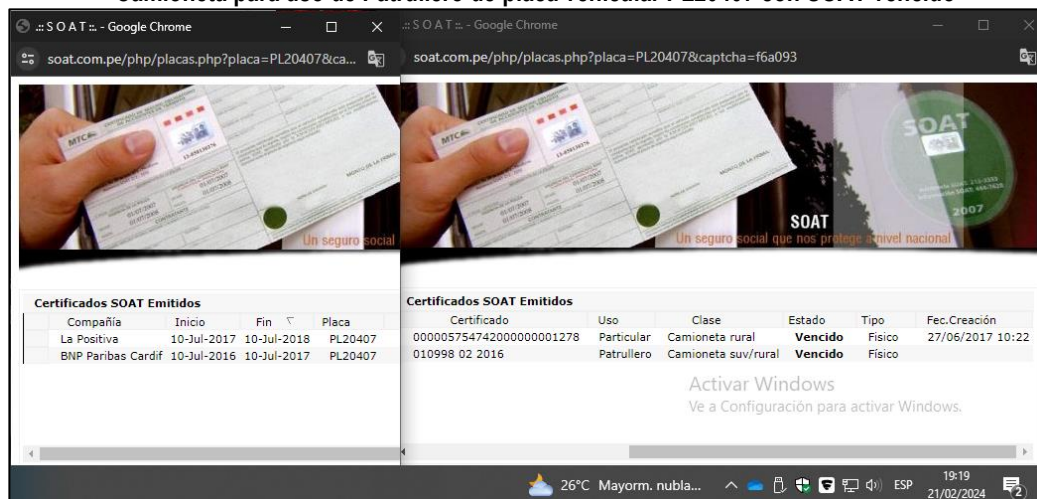 Camioneta para uso de Patrullero de placa vehicular PL20407 con SOAT vencido
.:: S O A T ::. - Google Chrome
soat.com.pe/php/placas.php?placa=PL20407&ca...
MTC
Un seguro social
Certificados SOAT Emitidos
Compañía Inicio Fin Placa
La Positiva 10-Jul-2017 10-Jul-2018 PL20407
BNP Paribas Cardif 10-Jul-2016 10-Jul-2017 PL20407
.:: S O A T ::. - Google Chrome
soat.com.pe/php/placas.php?placa=PL20407&captcha=f6a093
MTC
SOAT
2007
SOAT
Un seguro social que nos protege a nivel nacional
Certificados SOAT Emitidos
Certificado Uso Clase Estado Tipo Fec.Creación
0000057547420000000001278 Particular Camioneta rural Vencido Físico 27/06/2017 10:22
010998 02 2016 Patrullero Camioneta suv/rural Vencido Físico
Activar Windows
Ve a Configuración para activar Windows.
26°C Mayorm. nubla... ESP 19:19
21/02/2024
2